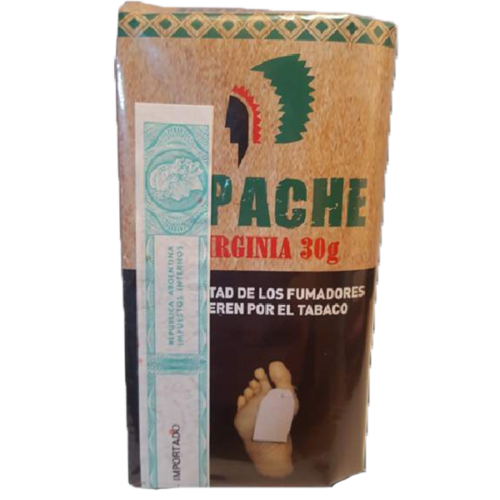 PACHE
RGINIA 30g
TAD DE LOS FUMADORES
EREN POR EL TABACO
REPUBLICA ARGENTINA
IMPUESTOS INTERNOS
IMPORTADO